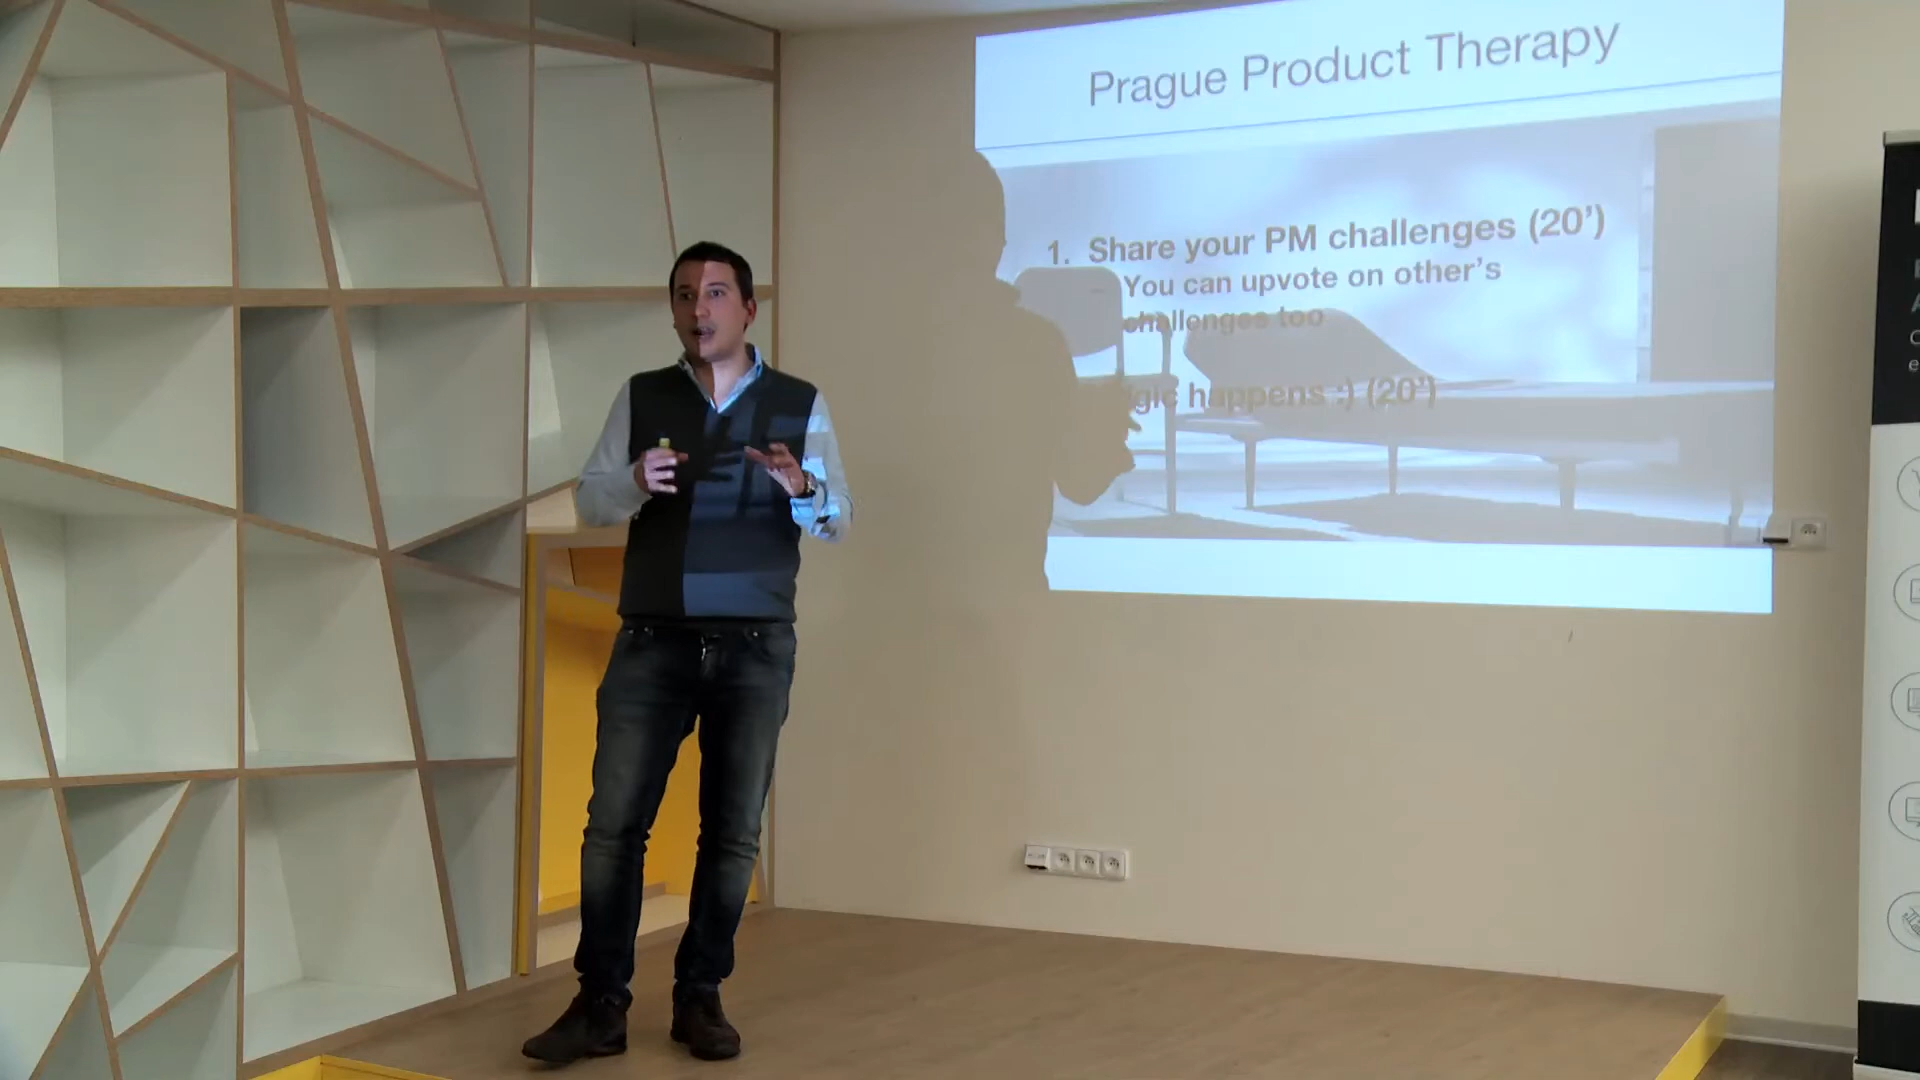 Prague Product Therapy
1. Share your PM challenges (20’)
You can upvote on other’s
challenges too
happens :) (20’)